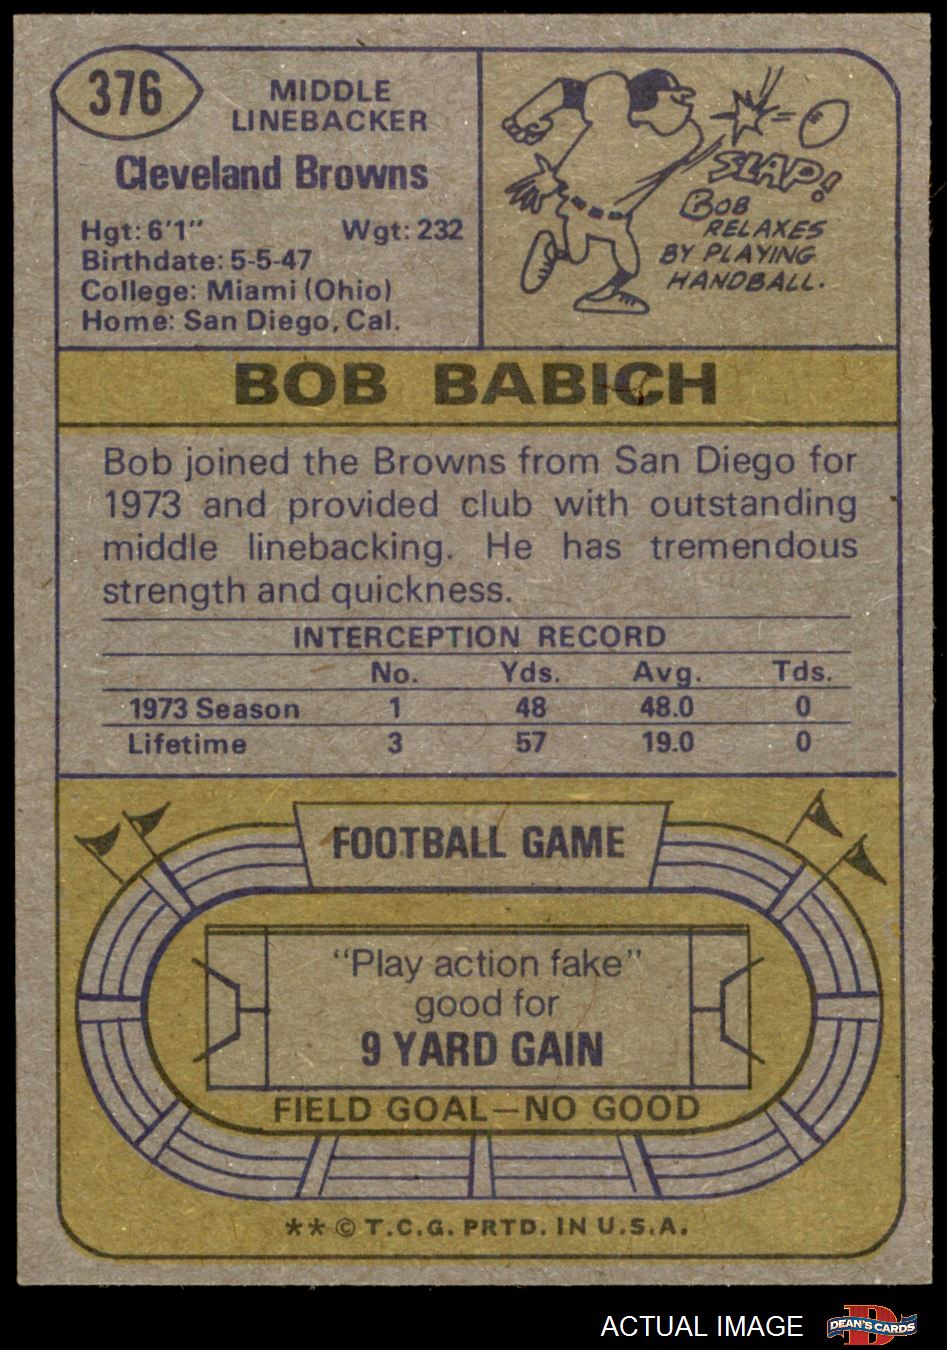 376
MIDDLE
LINEBACKER
Cleveland Browns
Hgt: 6'1" Wgt: 232
Birthdate: 5-5-47
College: Miami (Ohio)
Home: San Diego, Cal.
SLAP!
BOB
RELAXES
BY PLAYING
HANDBALL.
BOB BABICH
Bob joined the Browns from San Diego for
1973 and provided club with outstanding
middle linebacking. He has tremendous
strength and quickness.
INTERCEPTION RECORD
No. Yds. Avg. Tds.
1973 Season 1 48 48.0 0
Lifetime 3 57 19.0 0
FOOTBALL GAME
"Play action fake"
good for
9 YARD GAIN
FIELD GOAL—NO GOOD
** © T.C.G. PRTD. IN U.S.A.
ACTUAL IMAGE
D
DEAN'S CARDS